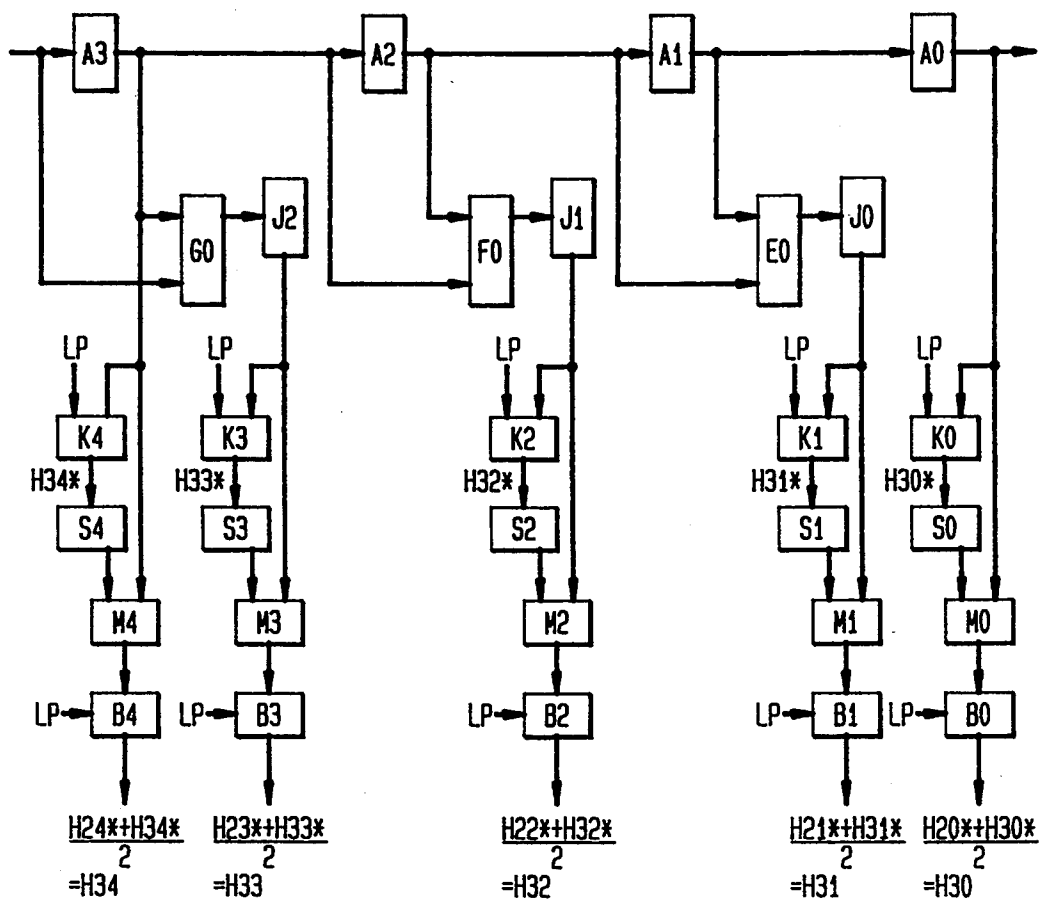 A3 A2 A1 A0
J2 J1 J0
G0 F0 E0
LP LP LP LP LP
K4 K3 K2 K1 K0
H34* H33* H32* H31* H30*
S4 S3 S2 S1 S0
M4 M3 M2 M1 M0
LP B4 LP B3 LP B2 LP B1 LP B0
H24*+H34* H23*+H33* H22*+H32* H21*+H31* H20*+H30*
2 2 2 2 2
=H34 =H33 =H32 =H31 =H30